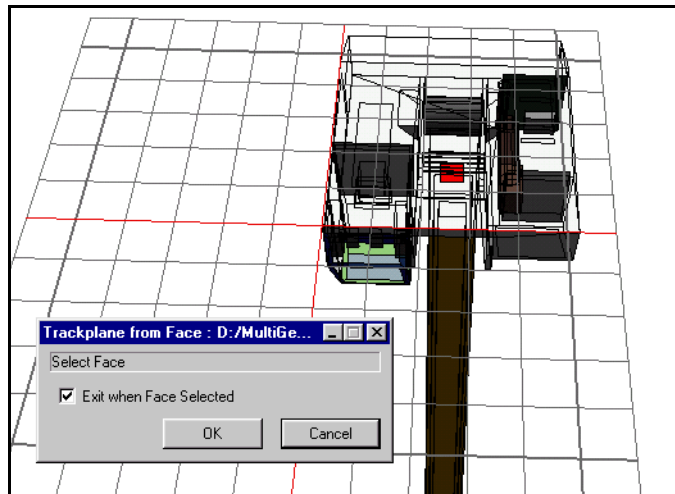 Trackplane from Face : D:/MultiGe...
Select Face
Exit when Face Selected
OK
Cancel